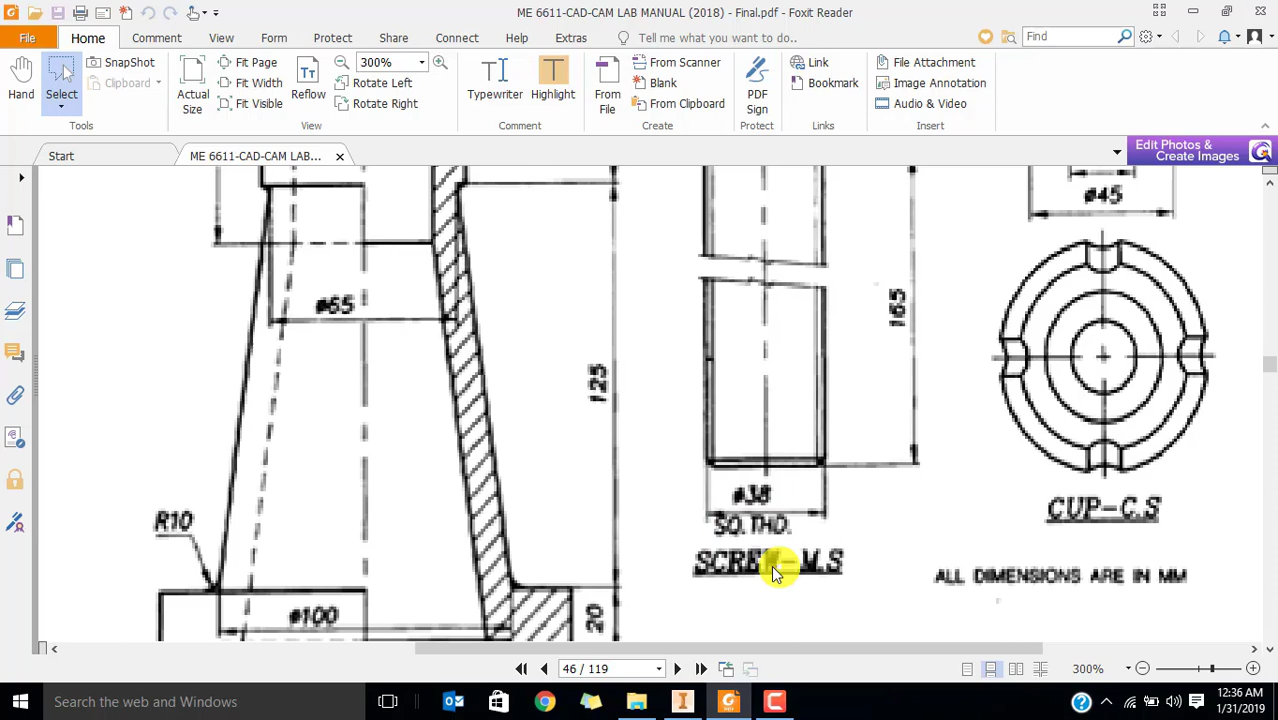 ME 6611-CAD-CAM LAB MANUAL (2018) - Final.pdf - Foxit Reader
File
Home
Comment
View
Form
Protect
Share
Connect
Help
Extras
Tell me what you want to do...
Find
Hand
Select
SnapShot
Clipboard
Tools
Actual Size
Fit Page
Fit Width
Fit Visible
Reflow
300%
Rotate Left
Rotate Right
View
Typewriter
Highlight
Comment
From File
From Scanner
Blank
From Clipboard
Create
PDF Sign
Protect
Link
Bookmark
Links
File Attachment
Image Annotation
Audio & Video
Insert
Start
ME 6611-CAD-CAM LAB...
Edit Photos &
Create Images
ø45
ø65
165
125
ø38
SQ.THD.
SCREW-M.S
CUP-C.S
R10
ALL DIMENSIONS ARE IN MM
ø100
20
46 / 119
300%
Search the web and Windows
12:36 AM
1/31/2019